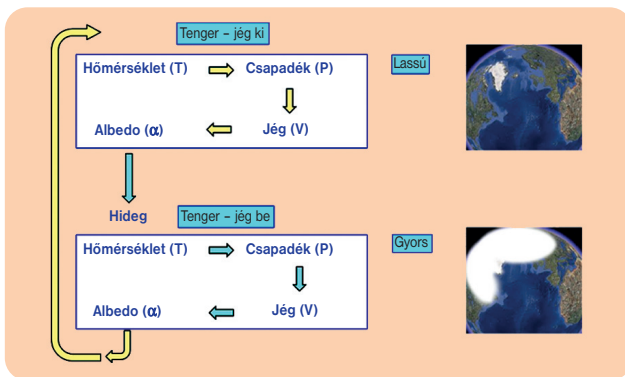 Tenger – jég ki
Hőmérséklet (T) Csapadék (P) Lassú
Albedo (α) Jég (V)
Hideg Tenger – jég be
Hőmérséklet (T) Csapadék (P) Gyors
Albedo (α) Jég (V)